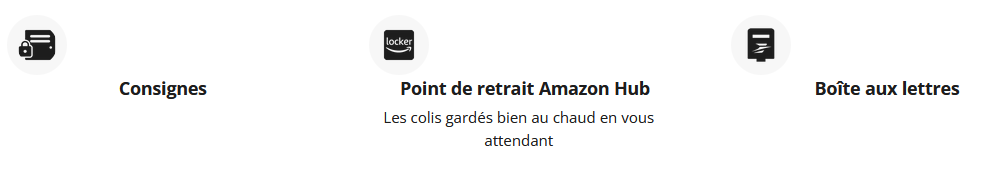 locker
Consignes
Point de retrait Amazon Hub
Boîte aux lettres
Les colis gardés bien au chaud en vous
attendant